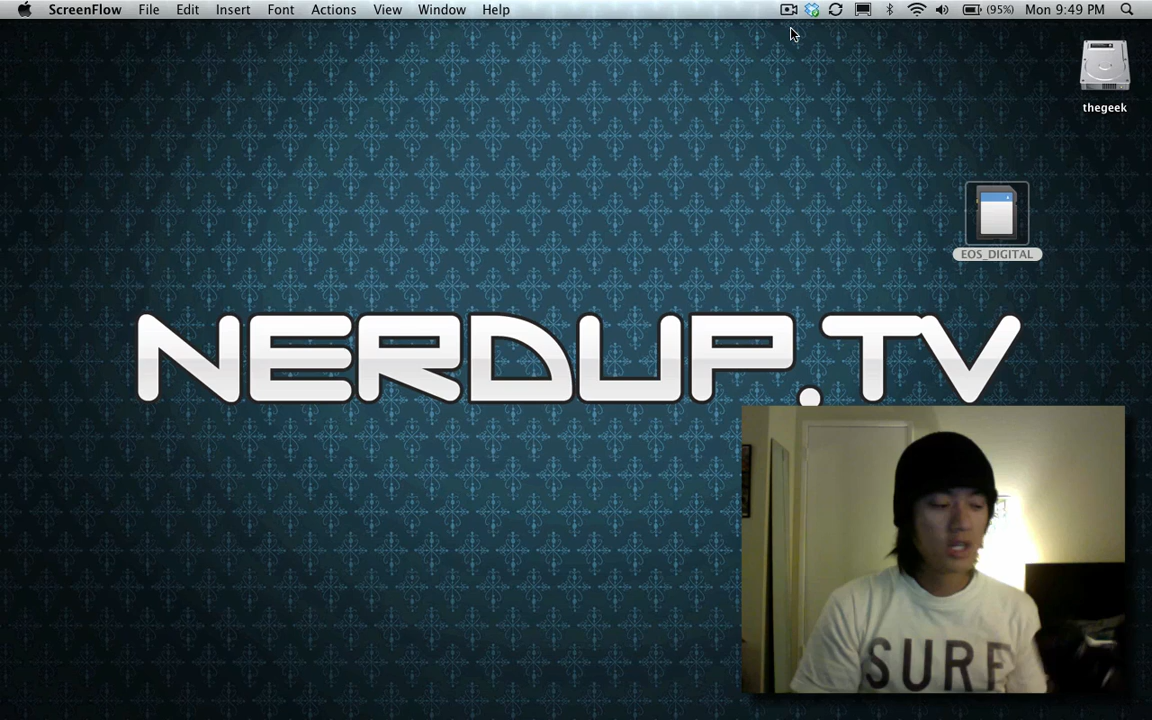 ScreenFlow File Edit Insert Font Actions View Window Help (95%) Mon 9:49 PM
thegeek
EOS_DIGITAL
NERDUP.TV
SURF